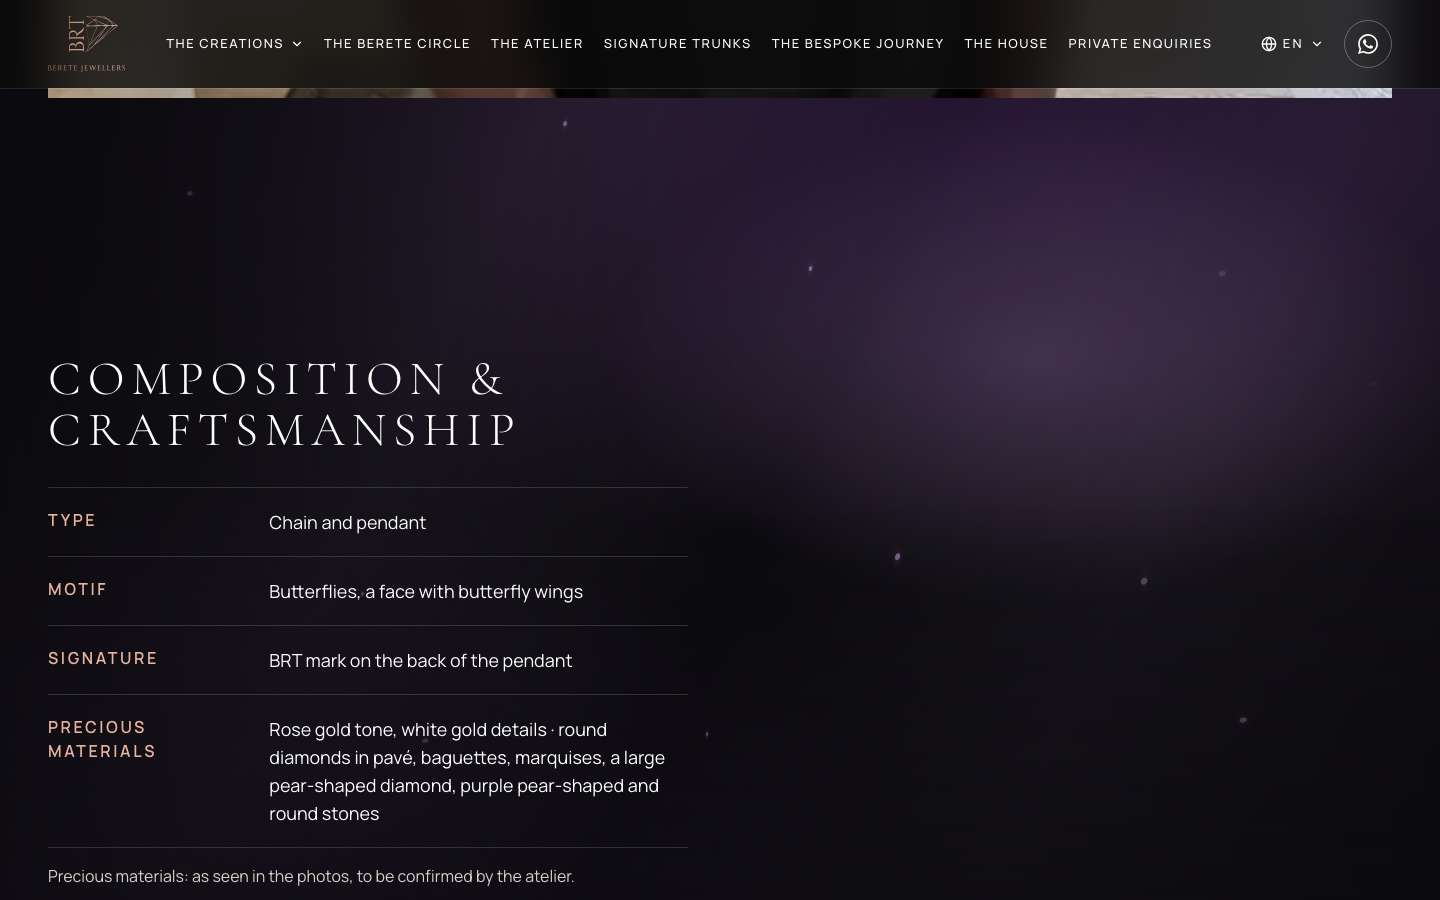 BRT
BERETE JEWELLERS
THE CREATIONS
THE BERETE CIRCLE
THE ATELIER
SIGNATURE TRUNKS
THE BESPOKE JOURNEY
THE HOUSE
PRIVATE ENQUIRIES
EN
COMPOSITION &
CRAFTSMANSHIP
TYPE
Chain and pendant
MOTIF
Butterflies, a face with butterfly wings
SIGNATURE
BRT mark on the back of the pendant
PRECIOUS
MATERIALS
Rose gold tone, white gold details · round
diamonds in pavé, baguettes, marquises, a large
pear-shaped diamond, purple pear-shaped and
round stones
Precious materials: as seen in the photos, to be confirmed by the atelier.